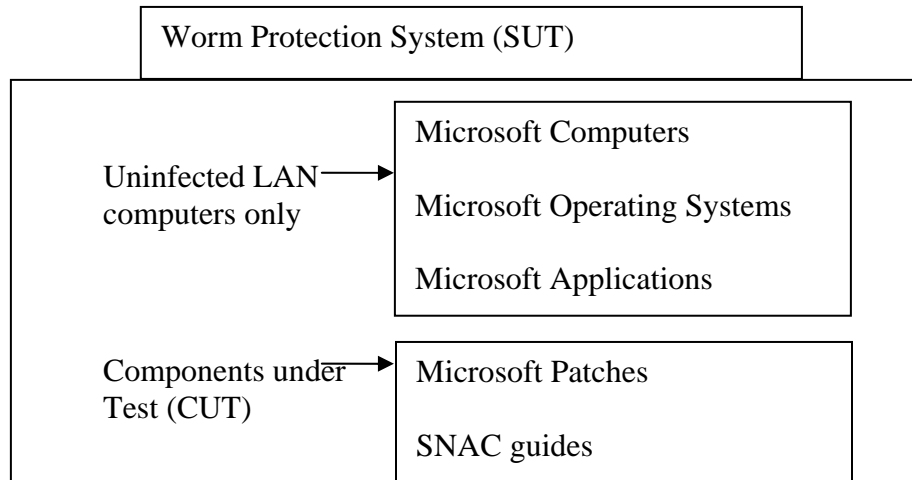 Worm Protection System (SUT)
Uninfected LAN
computers only
Microsoft Computers
Microsoft Operating Systems
Microsoft Applications
Components under
Test (CUT)
Microsoft Patches
SNAC guides